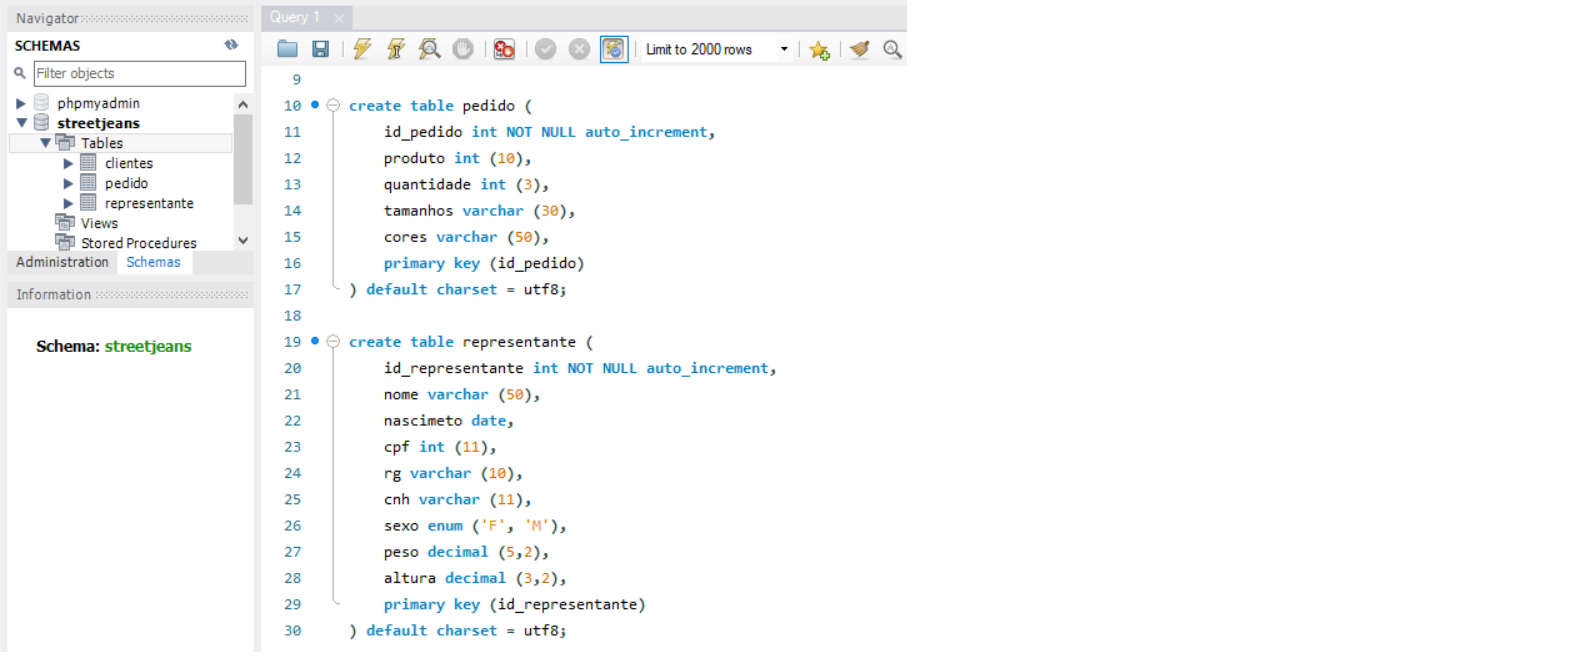 Navigator
SCHEMAS
Filter objects
phpmyadmin
streetjeans
Tables
clientes
pedido
representante
Views
Stored Procedures
Administration Schemas
Information
Schema: streetjeans
Query 1
Limit to 2000 rows
9
10 create table pedido (
11 id_pedido int NOT NULL auto_increment,
12 produto int (10),
13 quantidade int (3),
14 tamanhos varchar (30),
15 cores varchar (50),
16 primary key (id_pedido)
17 ) default charset = utf8;
18
19 create table representante (
20 id_representante int NOT NULL auto_increment,
21 nome varchar (50),
22 nascimeto date,
23 cpf int (11),
24 rg varchar (10),
25 cnh varchar (11),
26 sexo enum ('F', 'M'),
27 peso decimal (5,2),
28 altura decimal (3,2),
29 primary key (id_representante)
30 ) default charset = utf8;